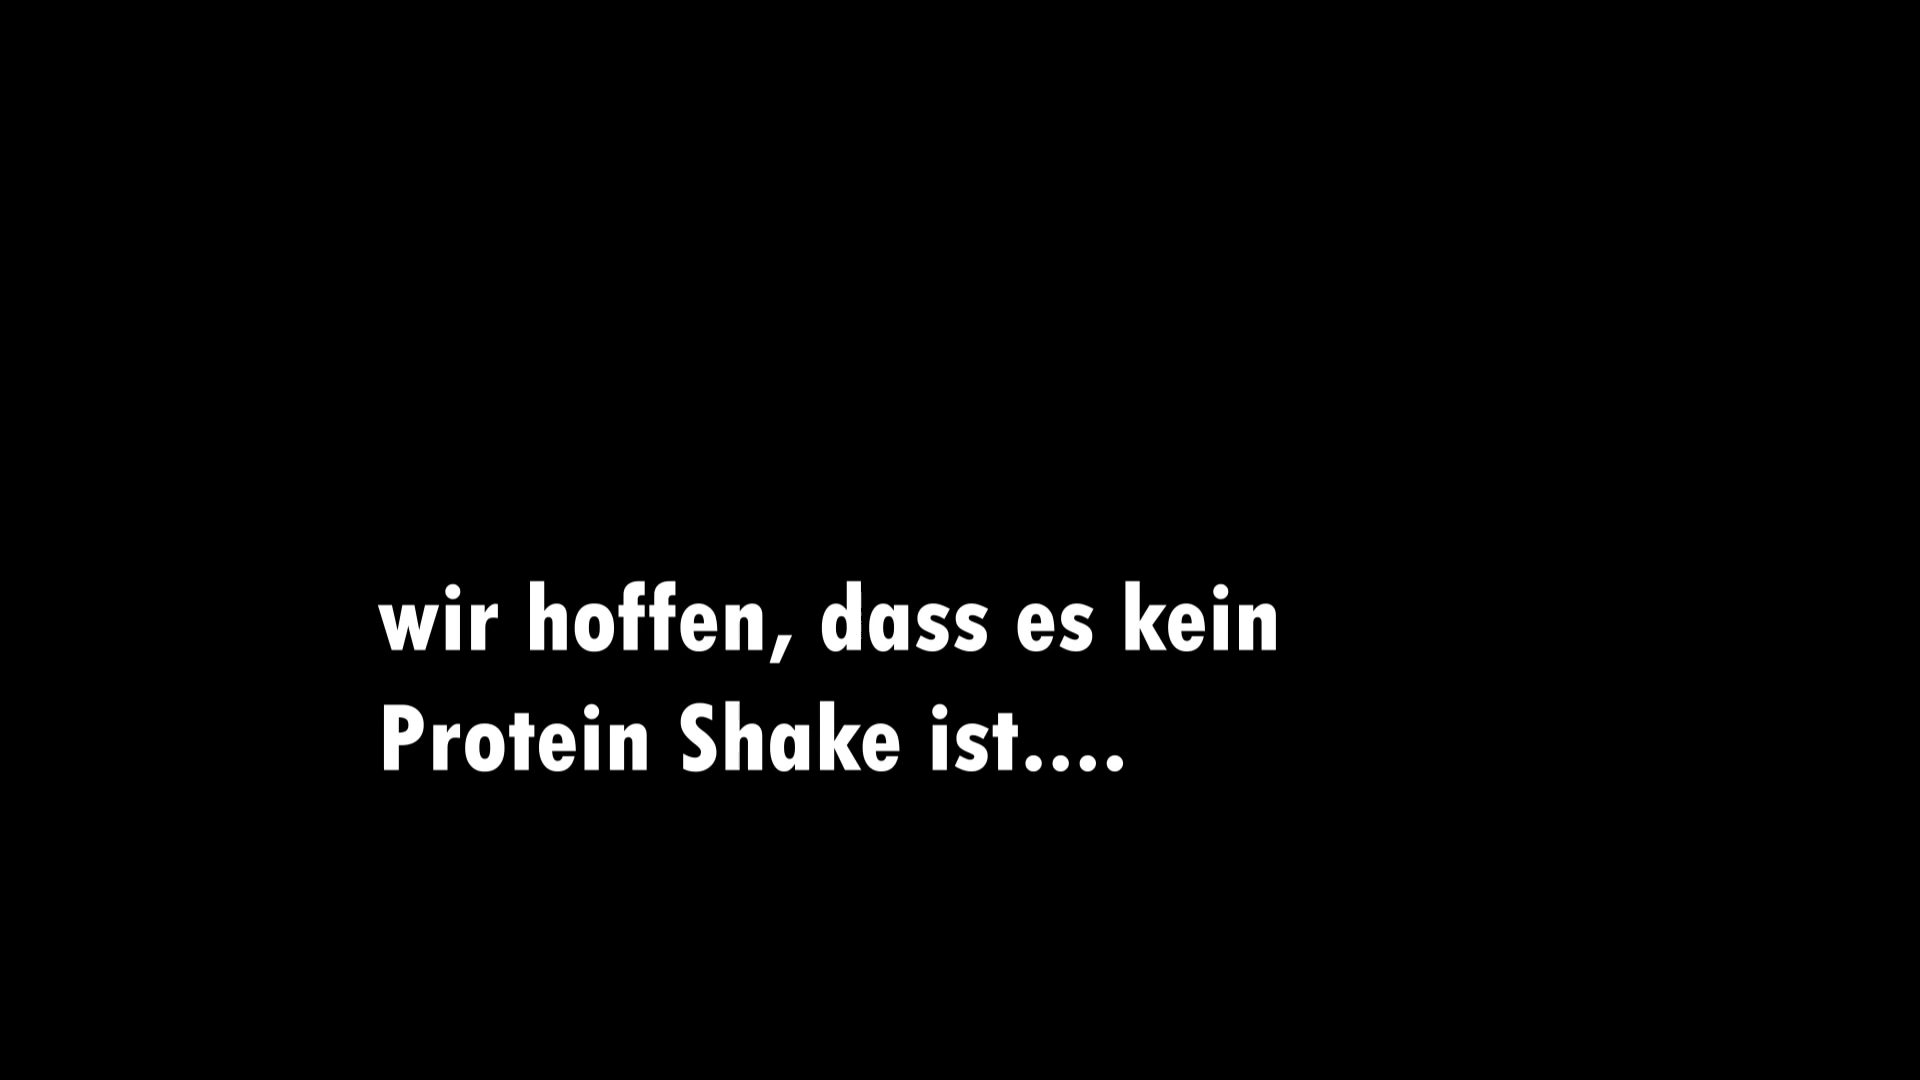 wir hoffen, dass es kein
Protein Shake ist....